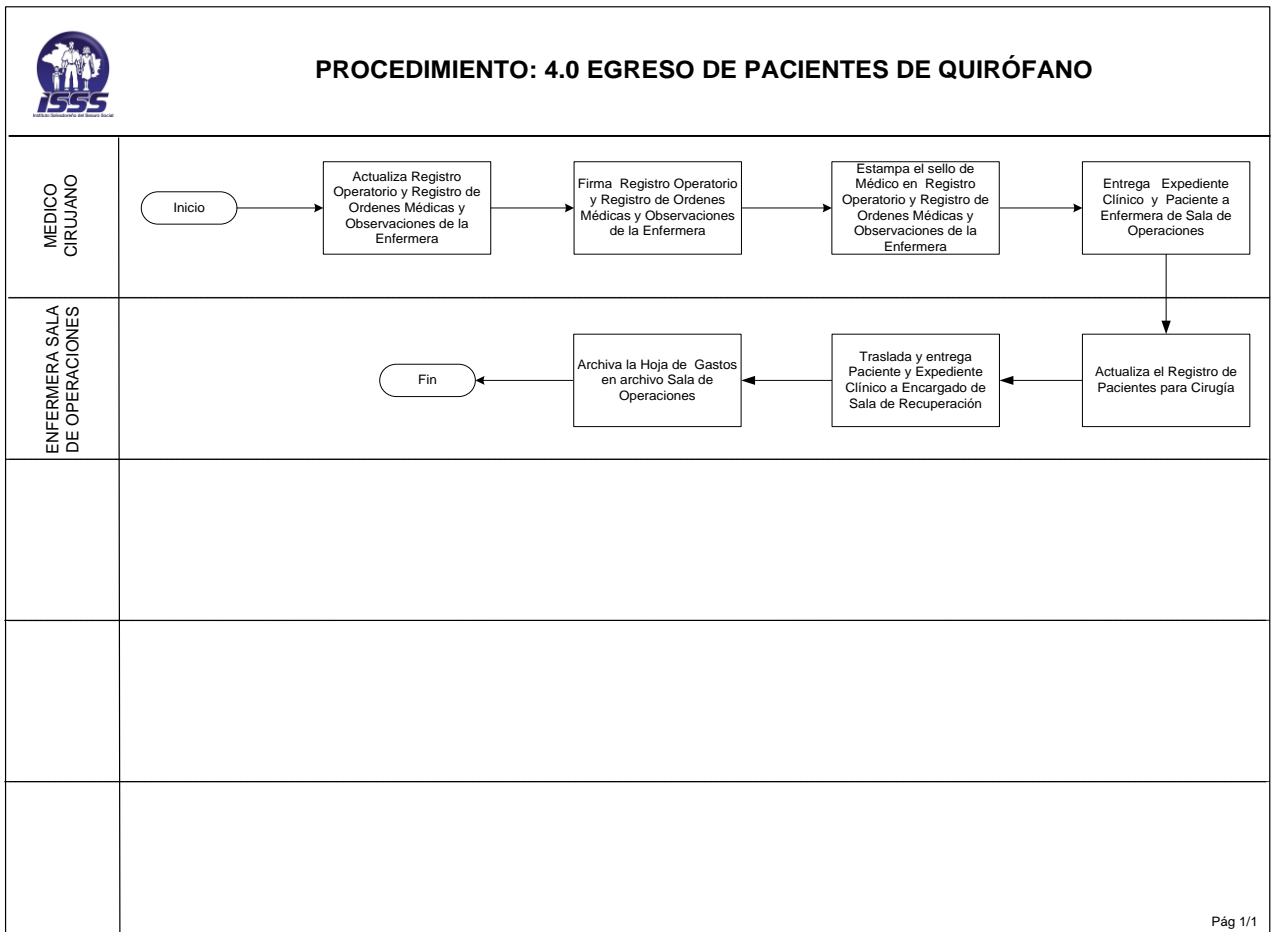 ISSS
Instituto Salvadoreño del Seguro Social
PROCEDIMIENTO: 4.0 EGRESO DE PACIENTES DE QUIRÓFANO
MEDICO
CIRUJANO
Inicio
Actualiza Registro
Operatorio y Registro de
Ordenes Médicas y
Observaciones de la
Enfermera
Firma Registro Operatorio
y Registro de Ordenes
Médicas y Observaciones
de la Enfermera
Estampa el sello de
Médico en Registro
Operatorio y Registro de
Ordenes Médicas y
Observaciones de la
Enfermera
Entrega Expediente
Clínico y Paciente a
Enfermera de Sala de
Operaciones
ENFERMERA SALA
DE OPERACIONES
Actualiza el Registro de
Pacientes para Cirugía
Traslada y entrega
Paciente y Expediente
Clínico a Encargado de
Sala de Recuperación
Archiva la Hoja de Gastos
en archivo Sala de
Operaciones
Fin
Pág 1/1